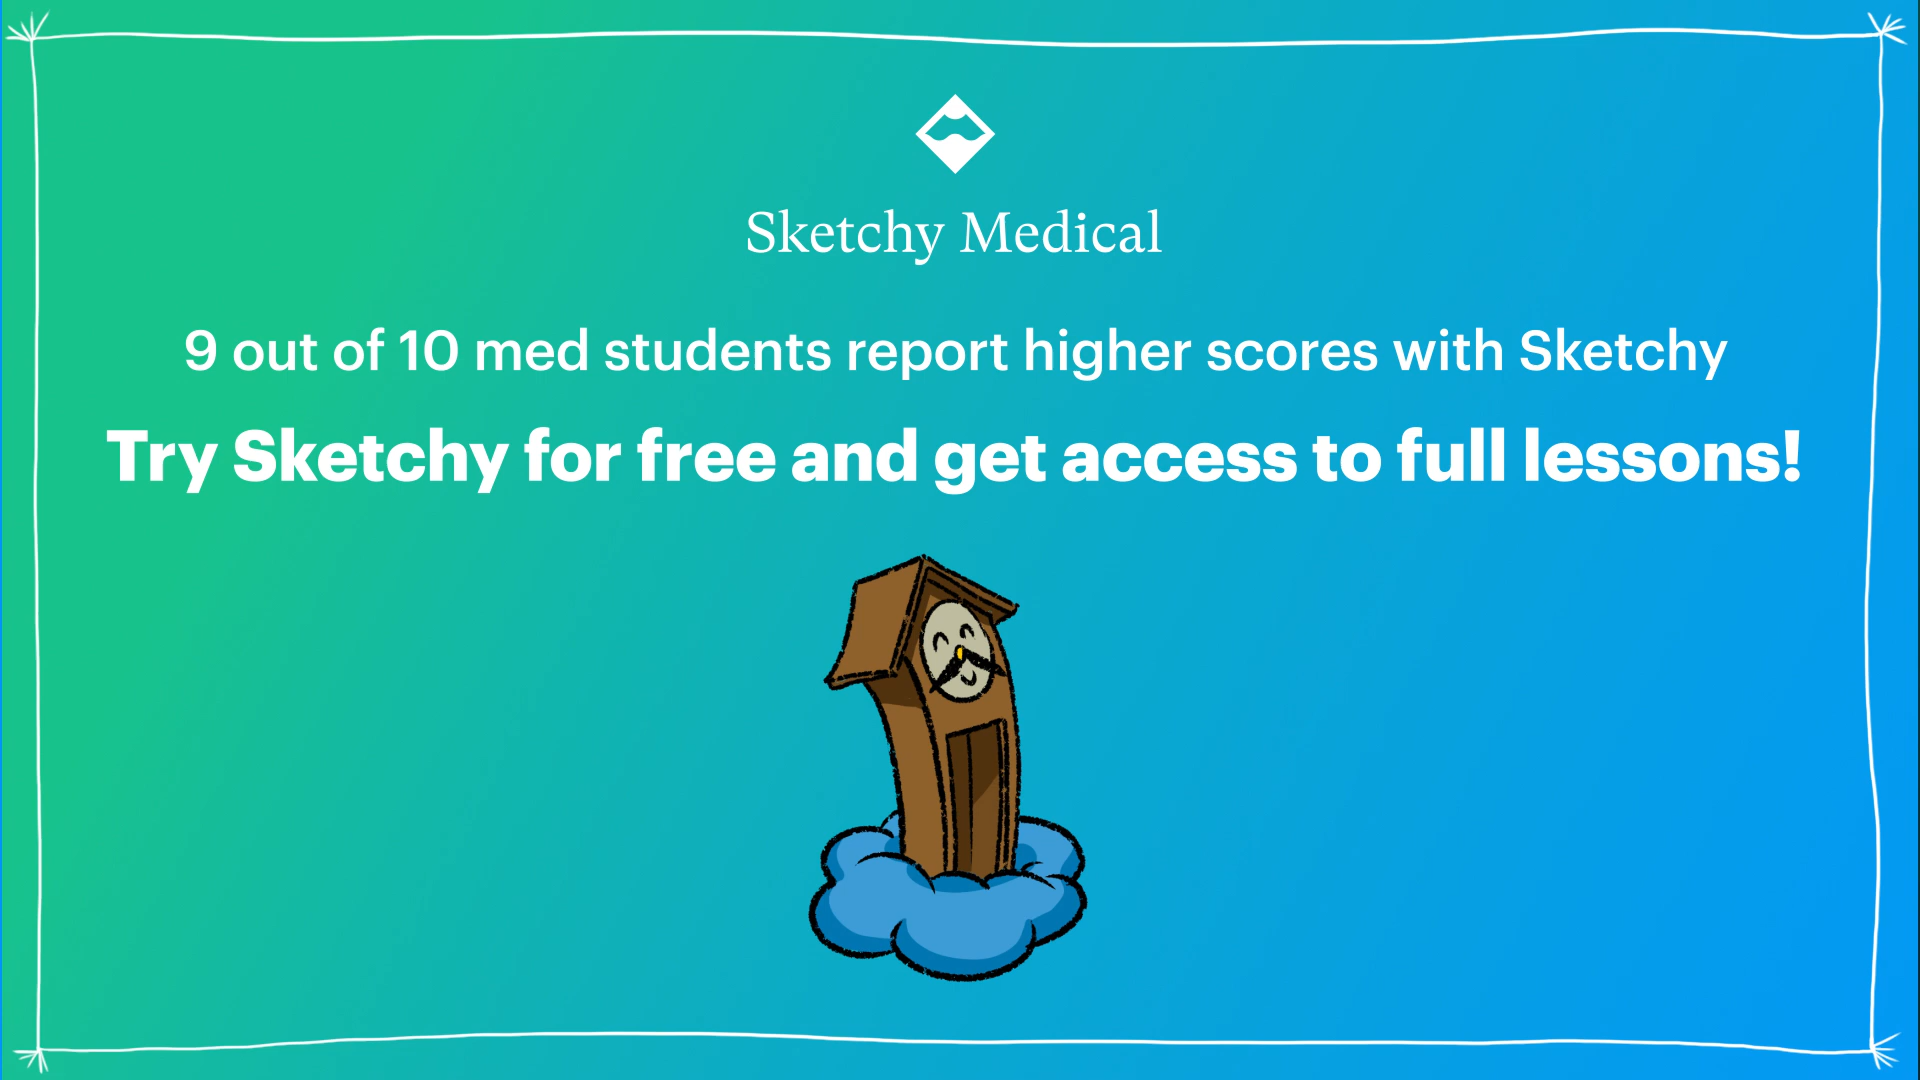 Sketchy Medical
9 out of 10 med students report higher scores with Sketchy
Try Sketchy for free and get access to full lessons!